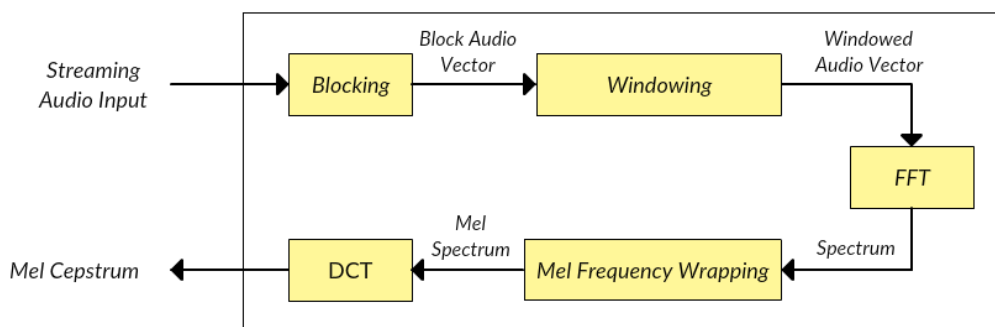 Streaming
Audio Input
Blocking
Block Audio
Vector
Windowing
Windowed
Audio Vector
FFT
Spectrum
Mel Frequency Wrapping
Mel
Spectrum
DCT
Mel Cepstrum